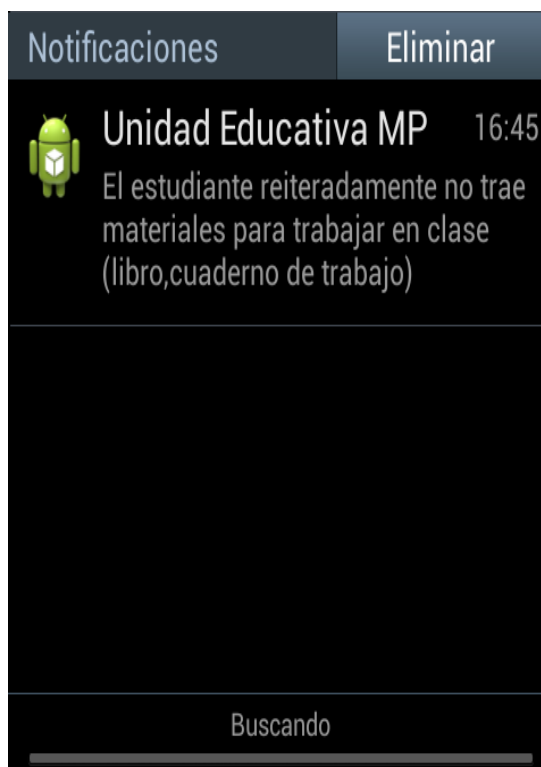 Notificaciones
Eliminar
Unidad Educativa MP
16:45
El estudiante reiteradamente no trae
materiales para trabajar en clase
(libro,cuaderno de trabajo)
Buscando